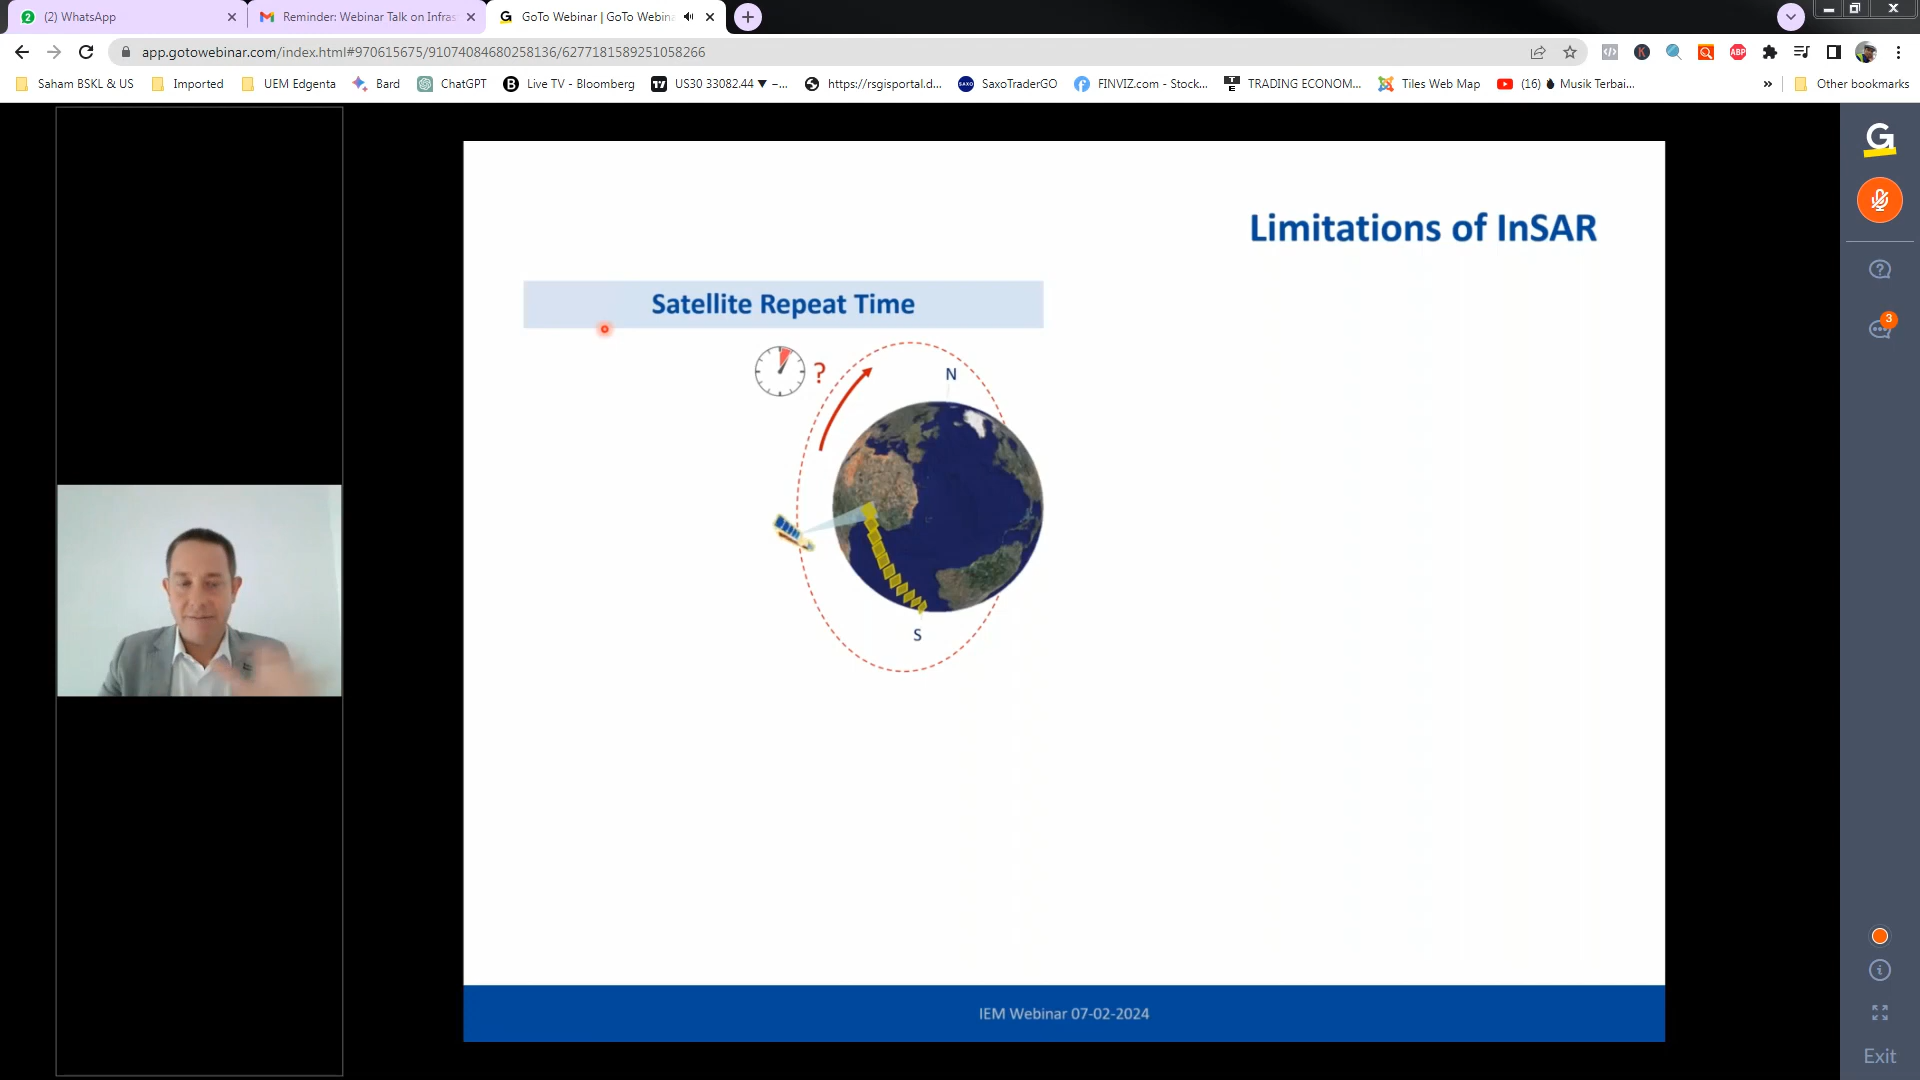 (2) WhatsApp
Reminder: Webinar Talk on Infras
GoTo Webinar | GoTo Webin
app.gotowebinar.com/index.html#970615675/91074084680258136/6277181589251058266
Saham BSKL & US
Imported
UEM Edgenta
Bard
ChatGPT
Live TV - Bloomberg
US30 33082.44 ▼ −...
https://rsgisportal.d...
SaxoTraderGO
FINVIZ.com - Stock...
TRADING ECONOM...
Tiles Web Map
(16) Musik Terbai...
»
Other bookmarks
G
Limitations of InSAR
Satellite Repeat Time
3
?
N
S
IEM Webinar 07-02-2024
Exit